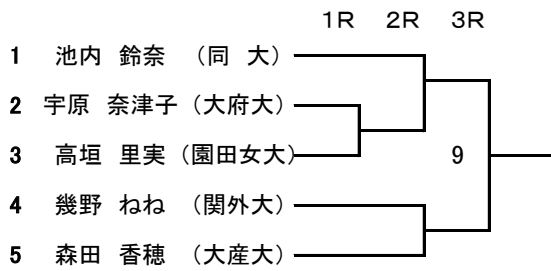 1R 2R 3R
1 池内 鈴奈 （同 大）
2 宇原 奈津子（大府大）
3 高垣 里実（園田女大）
9
4 幾野 ねね （関外大）
5 森田 香穂（大産大）